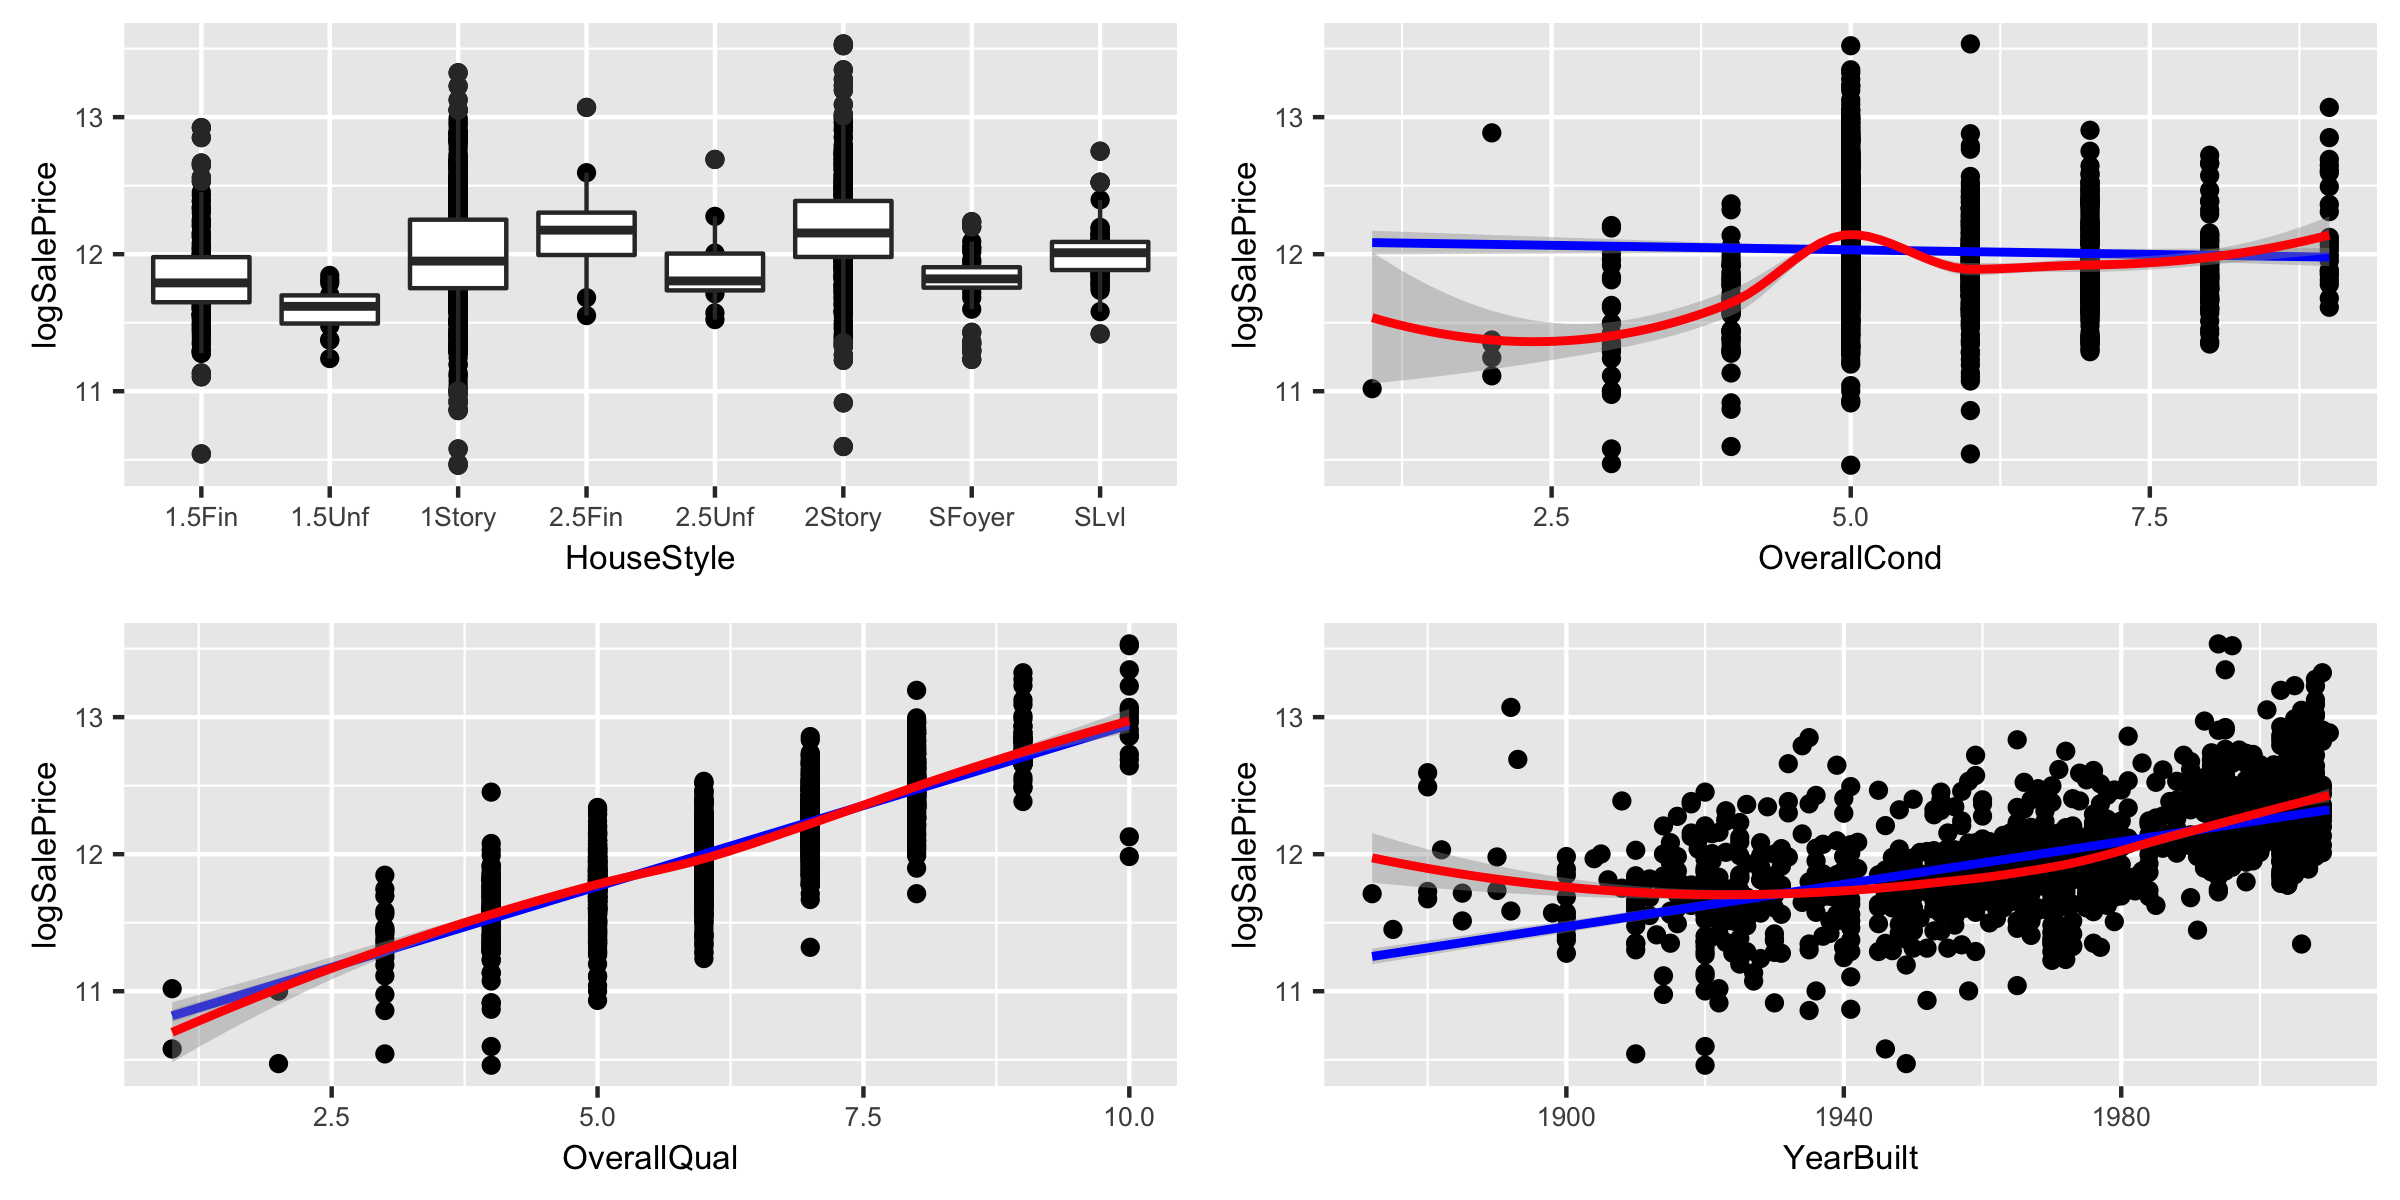 logSalePrice
13
12
11
1.5Fin 1.5Unf 1Story 2.5Fin 2.5Unf 2Story SFoyer SLvl
HouseStyle
logSalePrice
13
12
11
2.5 5.0 7.5
OverallCond
logSalePrice
13
12
11
2.5 5.0 7.5 10.0
OverallQual
logSalePrice
13
12
11
1900 1940 1980
YearBuilt